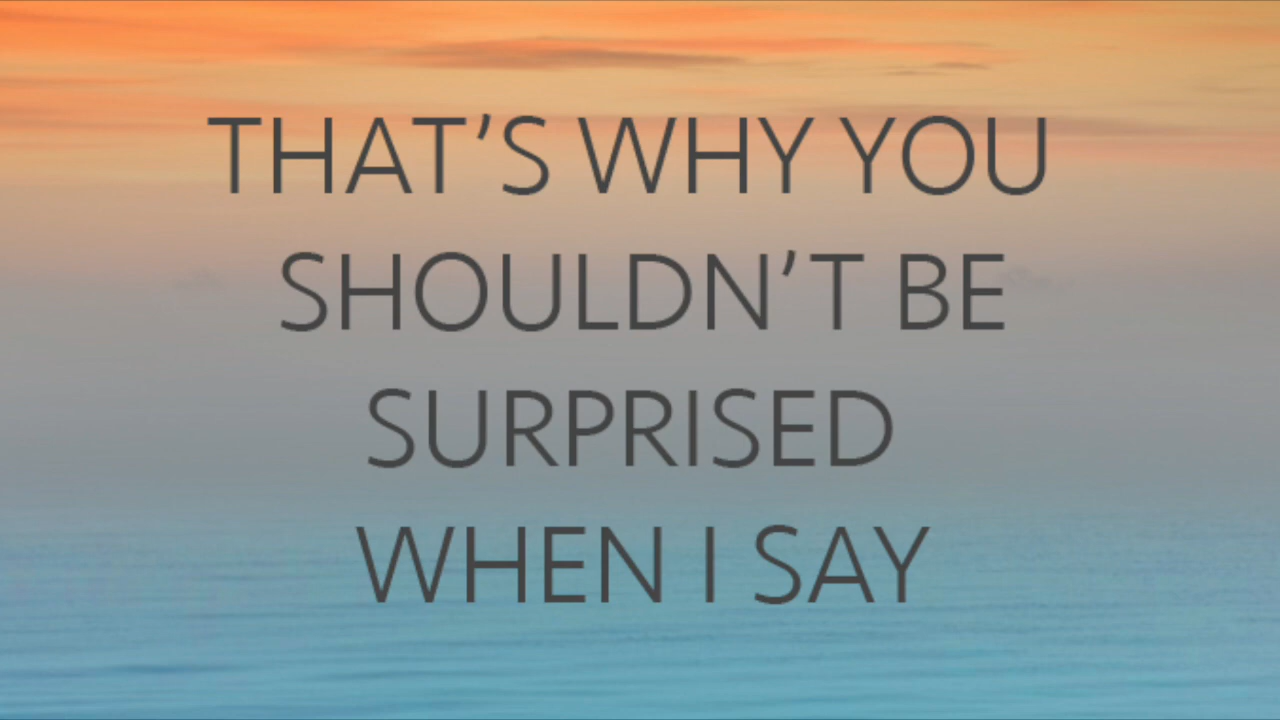 THAT’S WHY YOU
SHOULDN’T BE
SURPRISED
WHEN I SAY